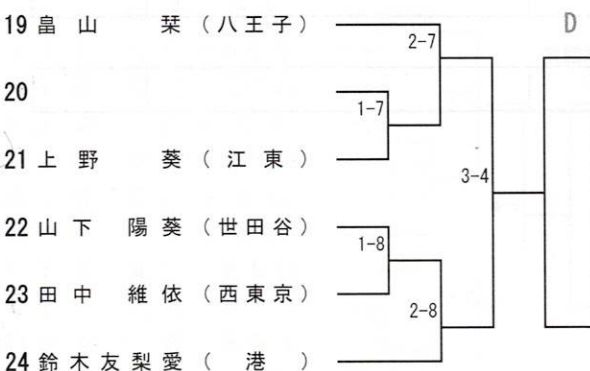 19 畠山 栞 （八王子）
2-7
D
20
1-7
21 上野 葵 （江東）
3-4
22 山下 陽葵 （世田谷）
1-8
23 田中 維依 （西東京）
2-8
24 鈴木友梨愛 （港）